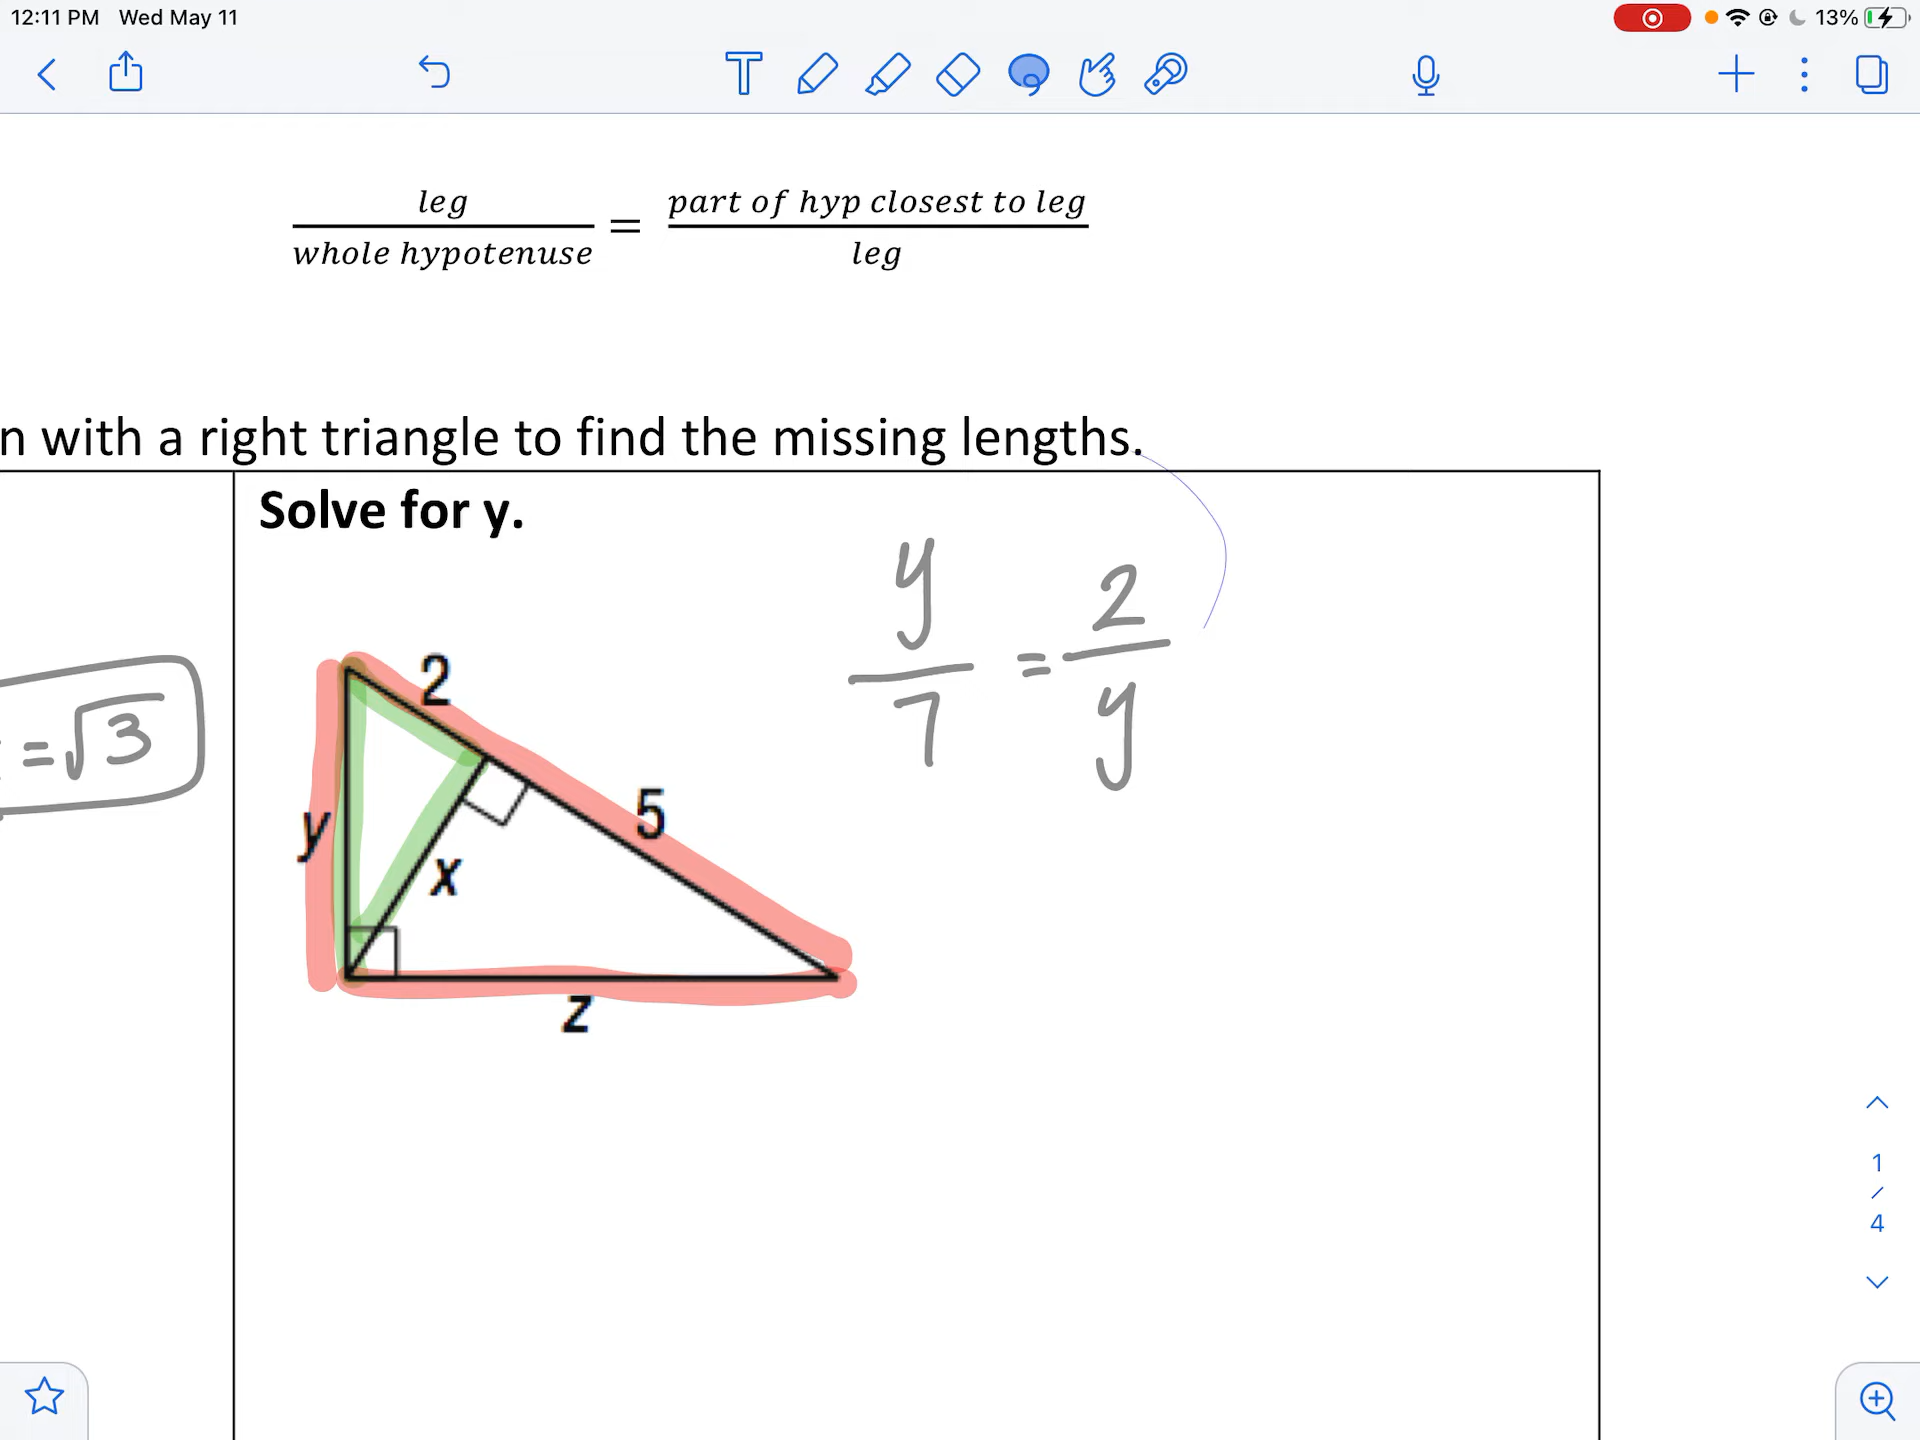 12:11 PM Wed May 11
13%
leg / whole hypotenuse = part of hyp closest to leg / leg
n with a right triangle to find the missing lengths.
Solve for y.
y / 7 = 2 / y
= √3
2
5
y
x
z
1
/
4